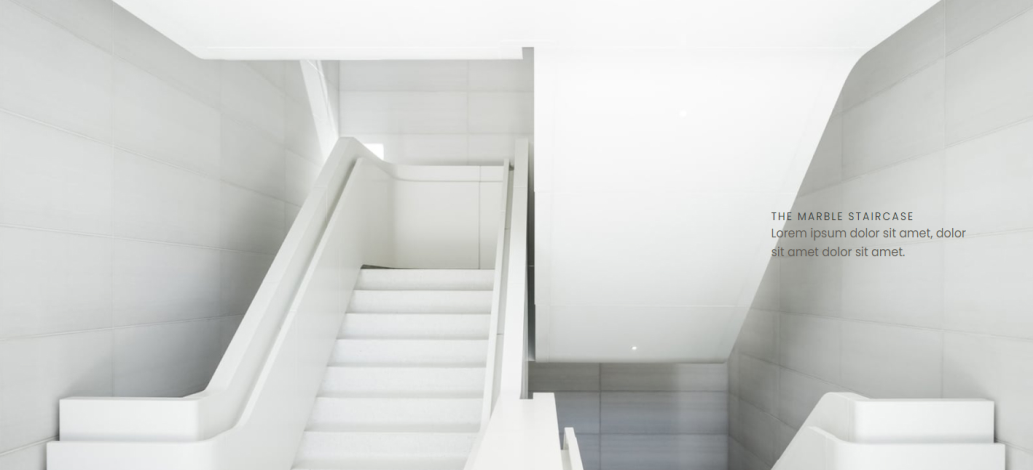 THE MARBLE STAIRCASE
Lorem ipsum dolor sit amet, dolor
sit amet dolor sit amet.